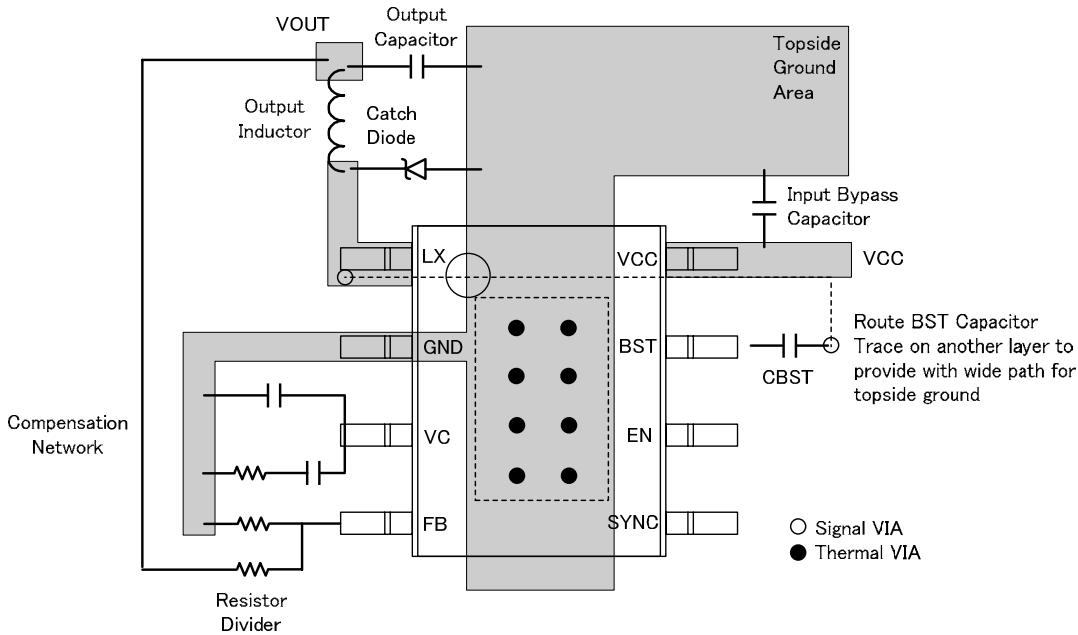 VOUT
Output
Capacitor
Topside
Ground
Area
Output
Inductor
Catch
Diode
Input Bypass
Capacitor
LX
VCC
VCC
GND
BST
CBST
Route BST Capacitor
Trace on another layer to
provide with wide path for
topside ground
Compensation
Network
VC
EN
FB
SYNC
Signal VIA
Thermal VIA
Resistor
Divider